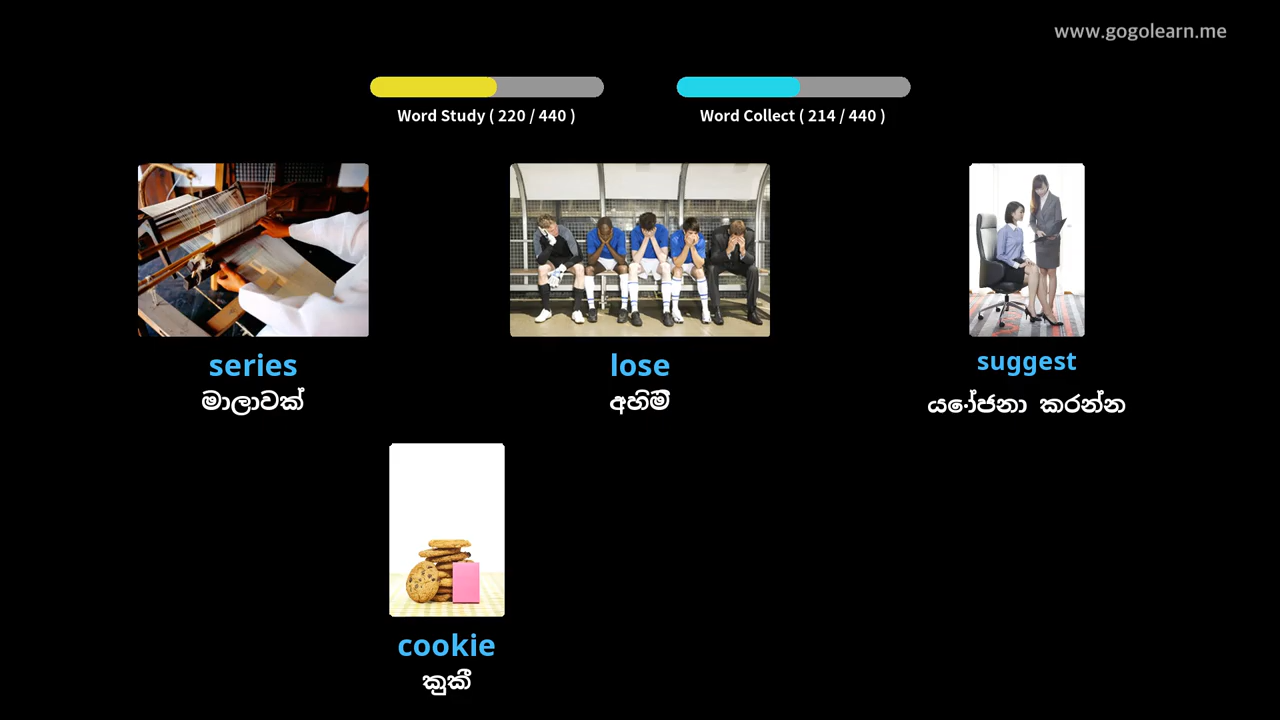 www.gogolearn.me
Word Study ( 220 / 440 )
Word Collect ( 214 / 440 )
series
මාලාවක්
lose
අහිමි
suggest
යෝජනා කරන්න
cookie
කුකී